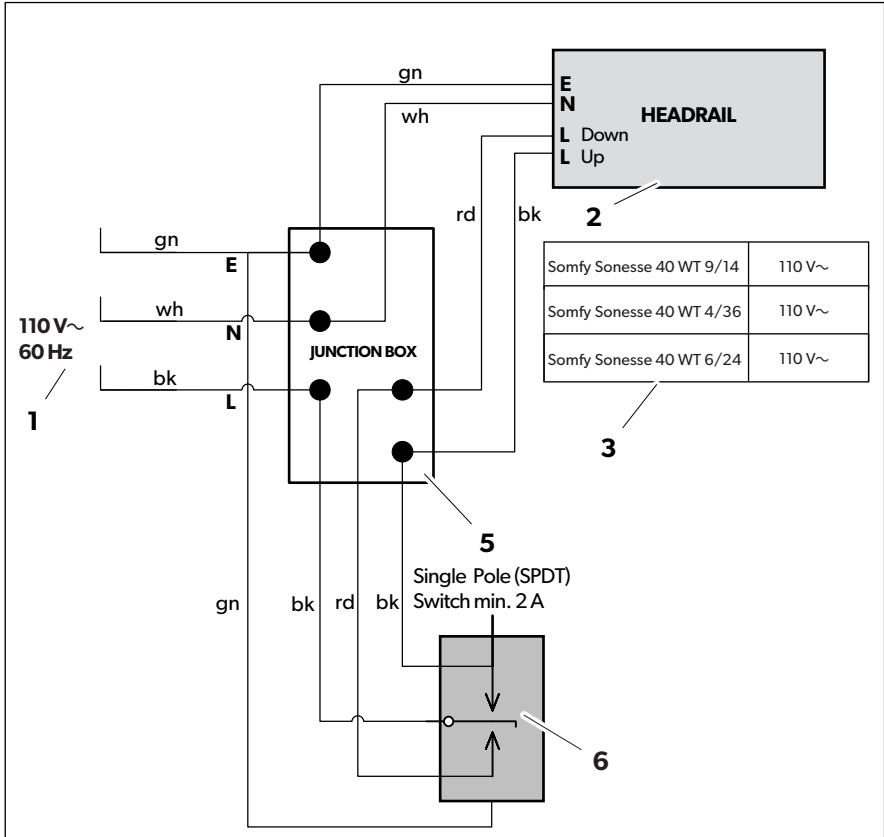 gn
E
N
HEADRAIL
wh
L Down
L Up
rd
bk
2
gn
E
Somfy Sonesse 40 WT 9/14 110 V~
wh
Somfy Sonesse 40 WT 4/36 110 V~
110 V~
60 Hz
N
JUNCTION BOX
Somfy Sonesse 40 WT 6/24 110 V~
bk
L
1
3
5
Single Pole (SPDT)
Switch min. 2 A
gn
bk
rd
bk
6